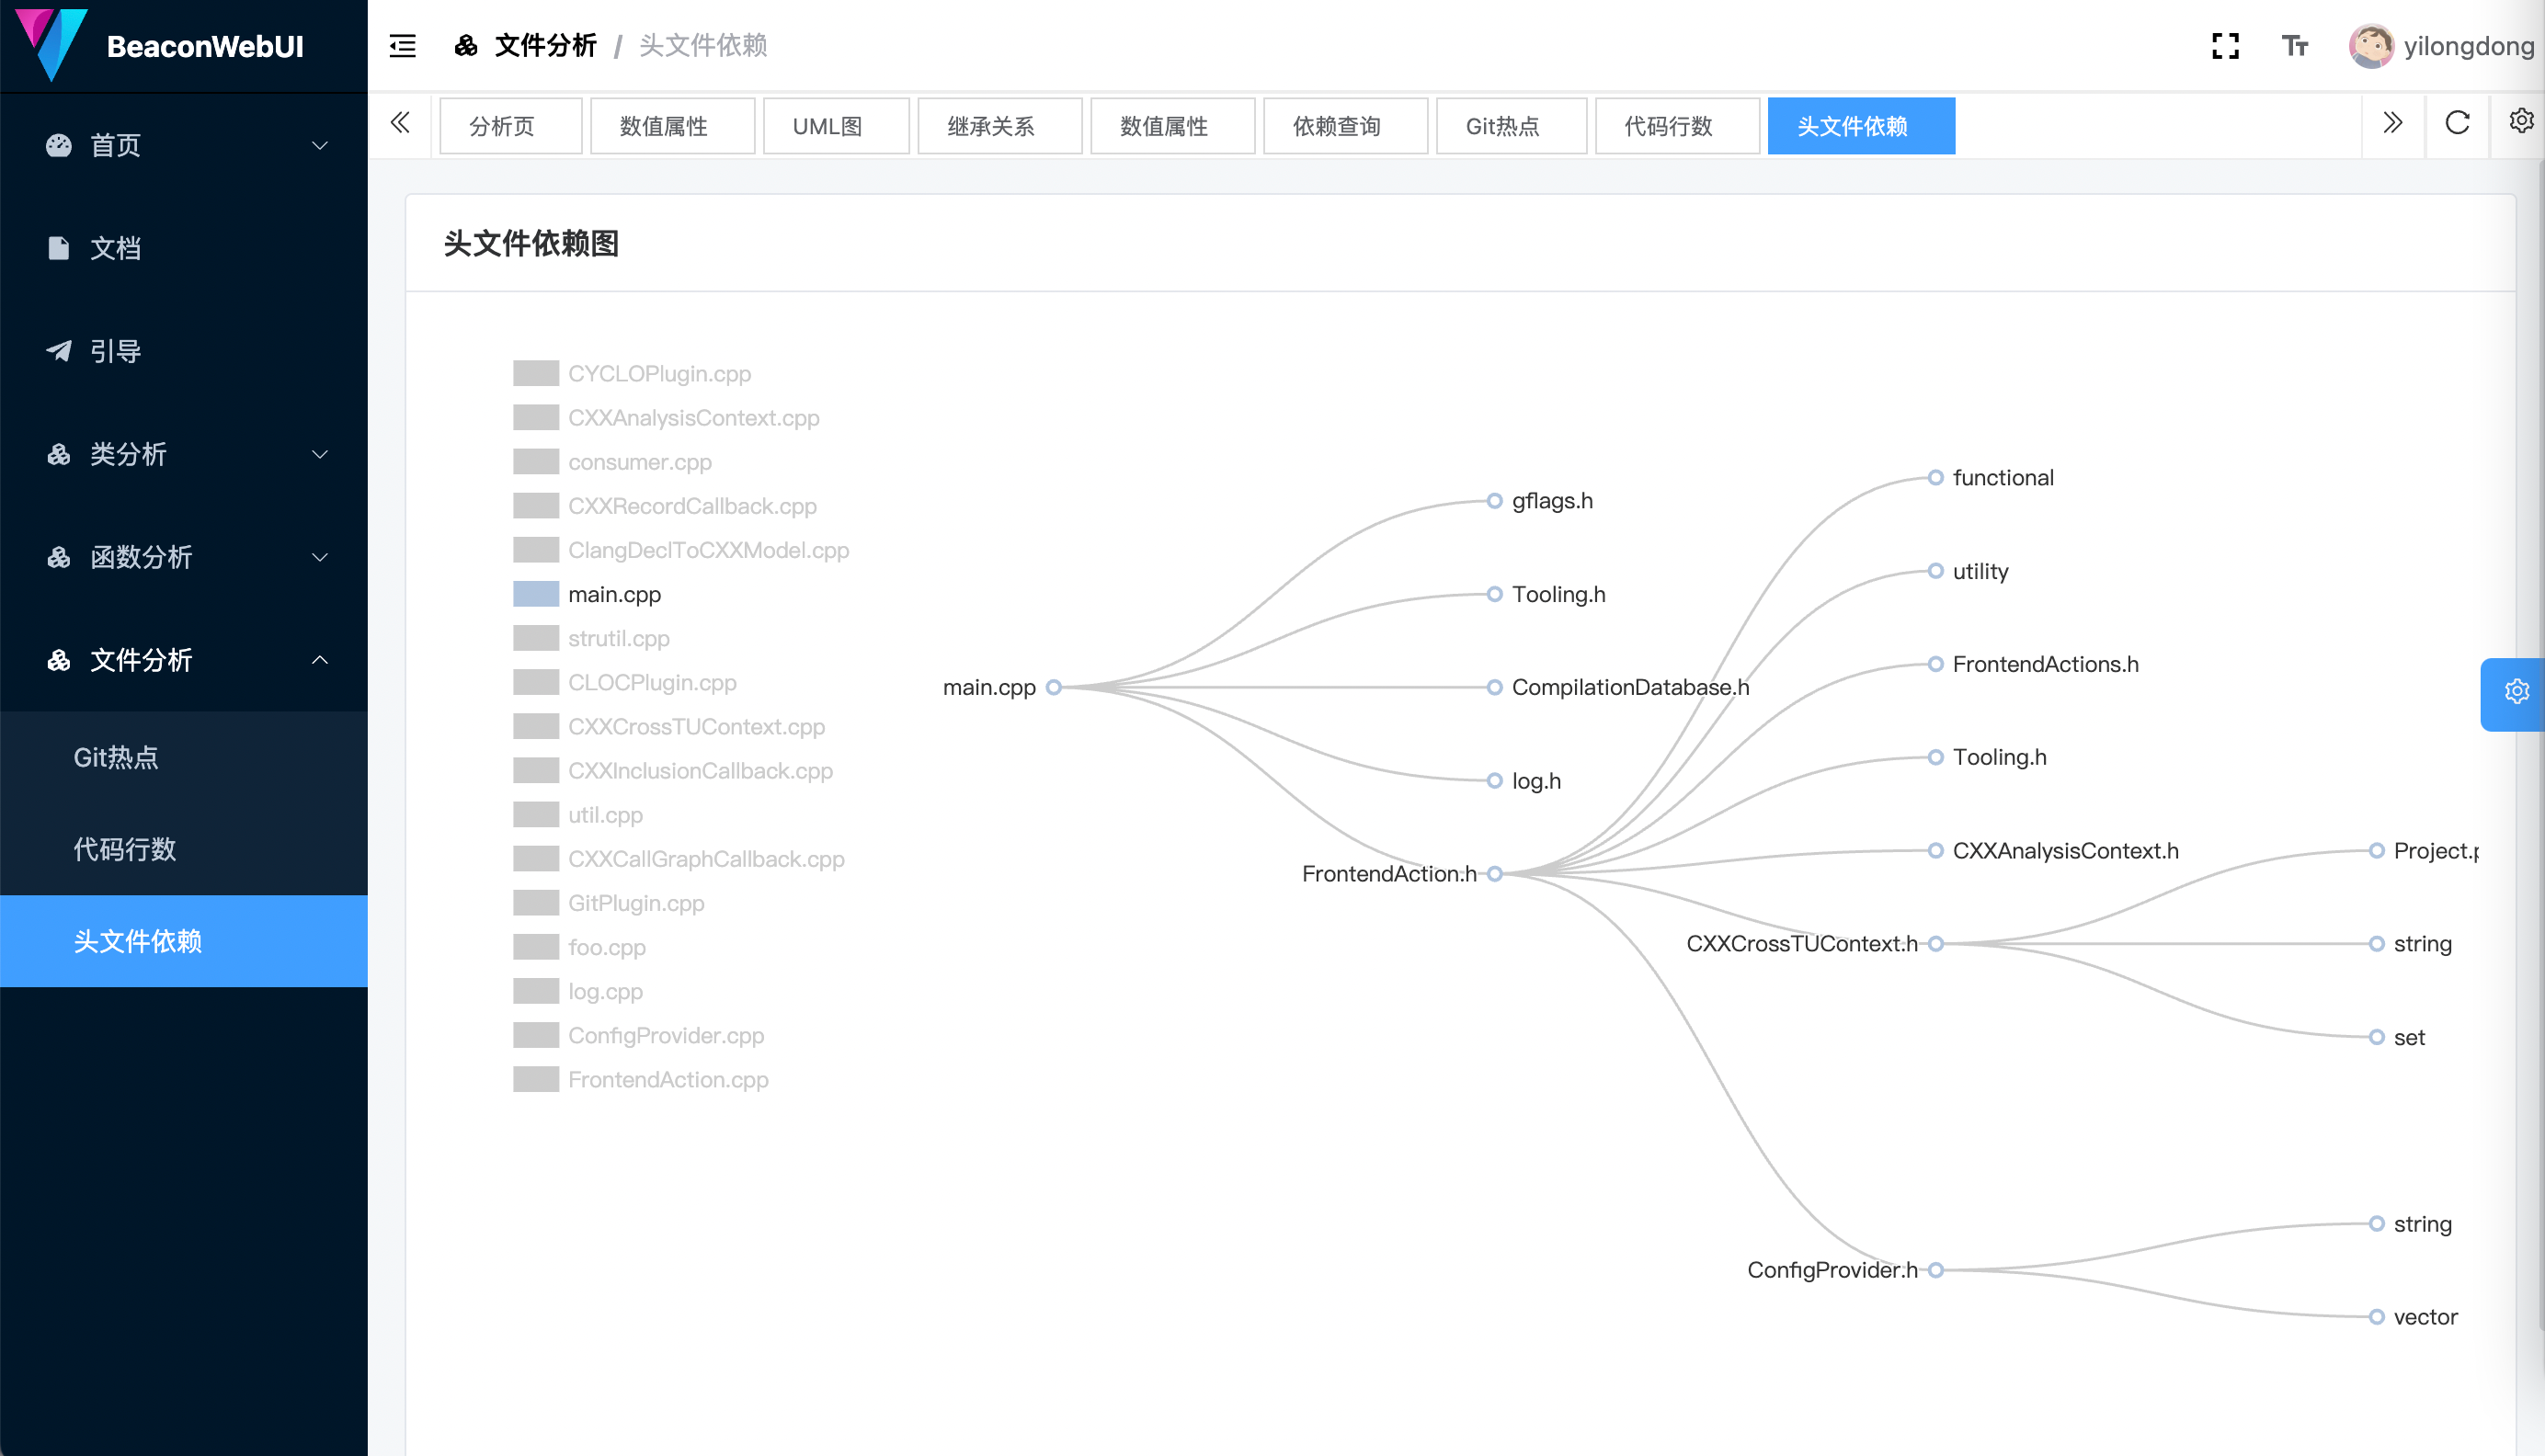 BeaconWebUI
首页
文档
引导
类分析
函数分析
文件分析
Git热点
代码行数
头文件依赖
文件分析 / 头文件依赖
yilongdong
分析页 数值属性 UML图 继承关系 数值属性 依赖查询 Git热点 代码行数 头文件依赖
头文件依赖图
CYCLOPlugin.cpp
CXXAnalysisContext.cpp
consumer.cpp
CXXRecordCallback.cpp
ClangDeclToCXXModel.cpp
main.cpp
strutil.cpp
CLOCPlugin.cpp
CXXCrossTUContext.cpp
CXXInclusionCallback.cpp
util.cpp
CXXCallGraphCallback.cpp
GitPlugin.cpp
foo.cpp
log.cpp
ConfigProvider.cpp
FrontendAction.cpp
main.cpp
gflags.h
Tooling.h
CompilationDatabase.h
log.h
FrontendAction.h
functional
utility
FrontendActions.h
Tooling.h
CXXAnalysisContext.h
CXXCrossTUContext.h
ConfigProvider.h
Project.p
string
set
string
vector